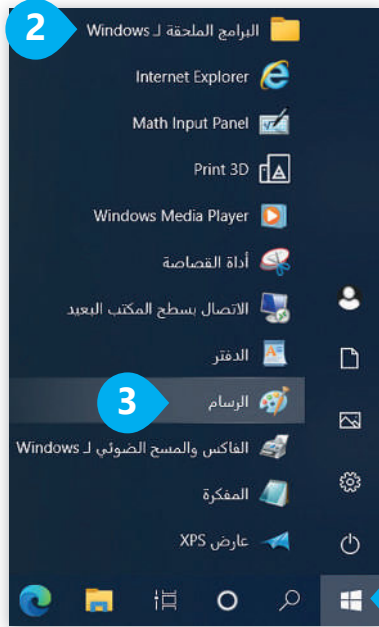 2
البرامج الملحقة لـ Windows
Internet Explorer
Math Input Panel
Print 3D
Windows Media Player
أداة القصاصة
الاتصال بسطح المكتب البعيد
الدفتر
الرسام
3
الفاكس والمسح الضوئي لـ Windows
المفكرة
عارض XPS